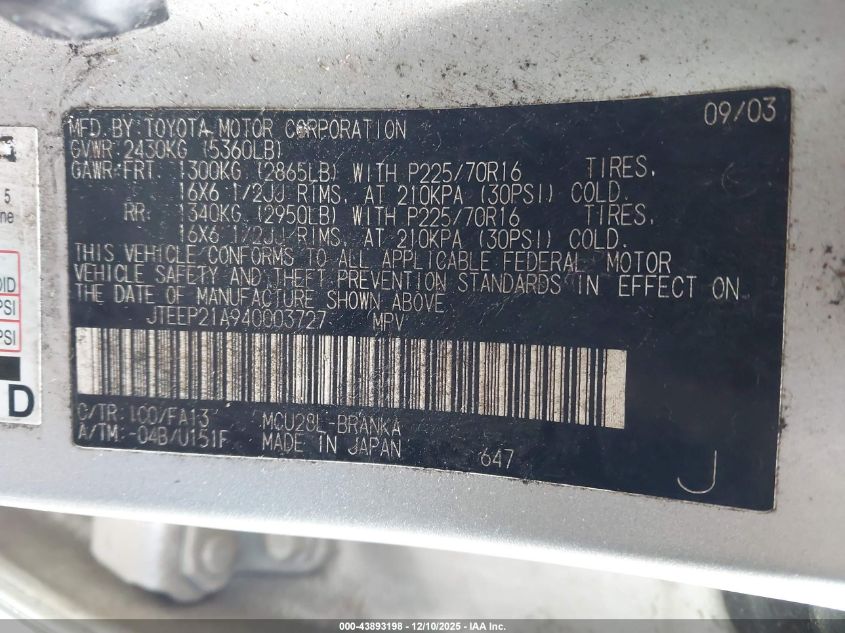 09/03
MFD. BY: TOYOTA MOTOR CORPORATION
GVWR 2430KG (5360LB)
GAWR: FRT. 1300KG (2865LB) WITH P225/70R16 TIRES,
16X6 1/2JJ RIMS, AT 210KPA (30PSI) COLD.
RR: 1340KG (2950LB) WITH P225/70R16 TIRES,
16X6 1/2JJ RIMS, AT 210KPA (30PSI) COLD.
THIS VEHICLE CONFORMS TO ALL APPLICABLE FEDERAL MOTOR
VEHICLE SAFETY AND THEFT PREVENTION STANDARDS IN EFFECT ON
THE DATE OF MANUFACTURE SHOWN ABOVE.
JTEEP21A940003727 MPV
C/TR: 1C0/FA13 MCU28L-BRANKA
A/TM: -04B/U151F MADE IN JAPAN 647
J
5
PSI
PSI
D
000-43893198 - 12/10/2025 - IAA Inc.